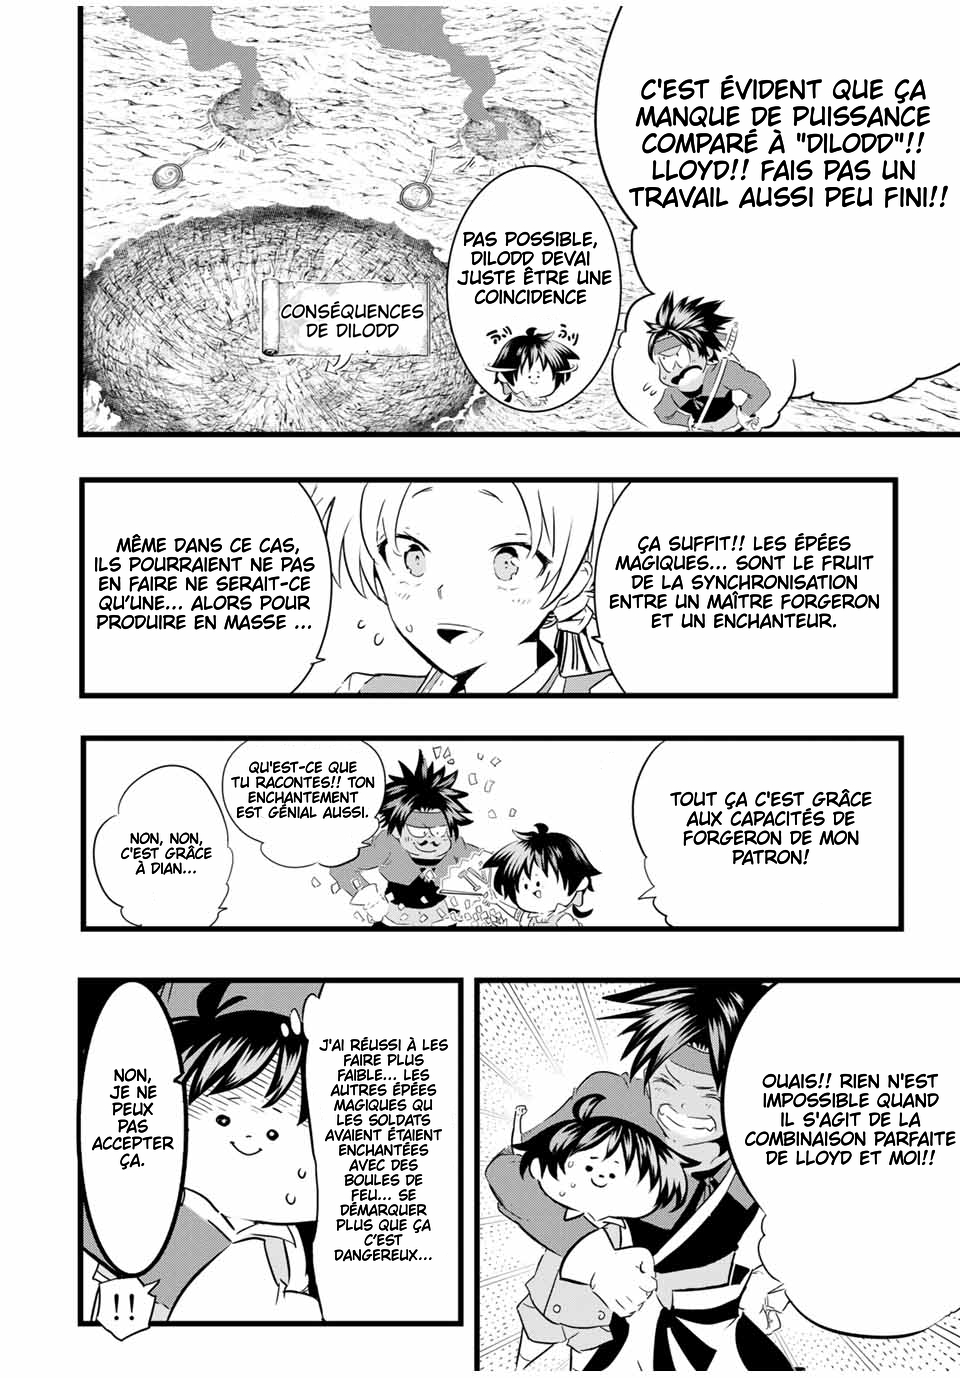 C'EST ÉVIDENT QUE ÇA
MANQUE DE PUISSANCE
COMPARÉ À "DILODD"!!
LLOYD!! FAIS PAS UN
TRAVAIL AUSSI PEU FINI!!
PAS POSSIBLE,
DILODD DEVAI
JUSTE ÊTRE UNE
COINCIDENCE
ふり
ふり
CONSÉQUENCES
DE DILODD
ÇA SUFFIT!! LES ÉPÉES
MAGIQUES... SONT LE FRUIT
DE LA SYNCHRONISATION
ENTRE UN MAÎTRE FORGERON
ET UN ENCHANTEUR.
MÊME DANS CE CAS,
ILS POURRAIENT NE PAS
EN FAIRE NE SERAIT-CE
QU'UNE... ALORS POUR
PRODUIRE EN MASSE ...
TOUT ÇA C'EST GRÂCE
AUX CAPACITÉS DE
FORGERON DE MON
PATRON!
QU'EST-CE QUE
TU RACONTES!! TON
ENCHANTEMENT
EST GÉNIAL AUSSI.
NON, NON,
C'EST GRÂCE
À DIAN...
OUAIS!! RIEN N'EST
IMPOSSIBLE QUAND
IL S'AGIT DE LA
COMBINAISON PARFAITE
DE LLOYD ET MOI!!
J'AI RÉUSSI À LES
FAIRE PLUS
FAIBLE... LES
AUTRES ÉPÉES
MAGIQUES QU
LES SOLDATS
AVAIENT ÉTAIENT
ENCHANTÉES
AVEC DES
BOULES DE
FEU... SE
DÉMARQUER
PLUS QUE ÇA
C'EST
DANGEREUX...
NON,
JE NE
PEUX
PAS
ACCEPTER
ÇA.
!!